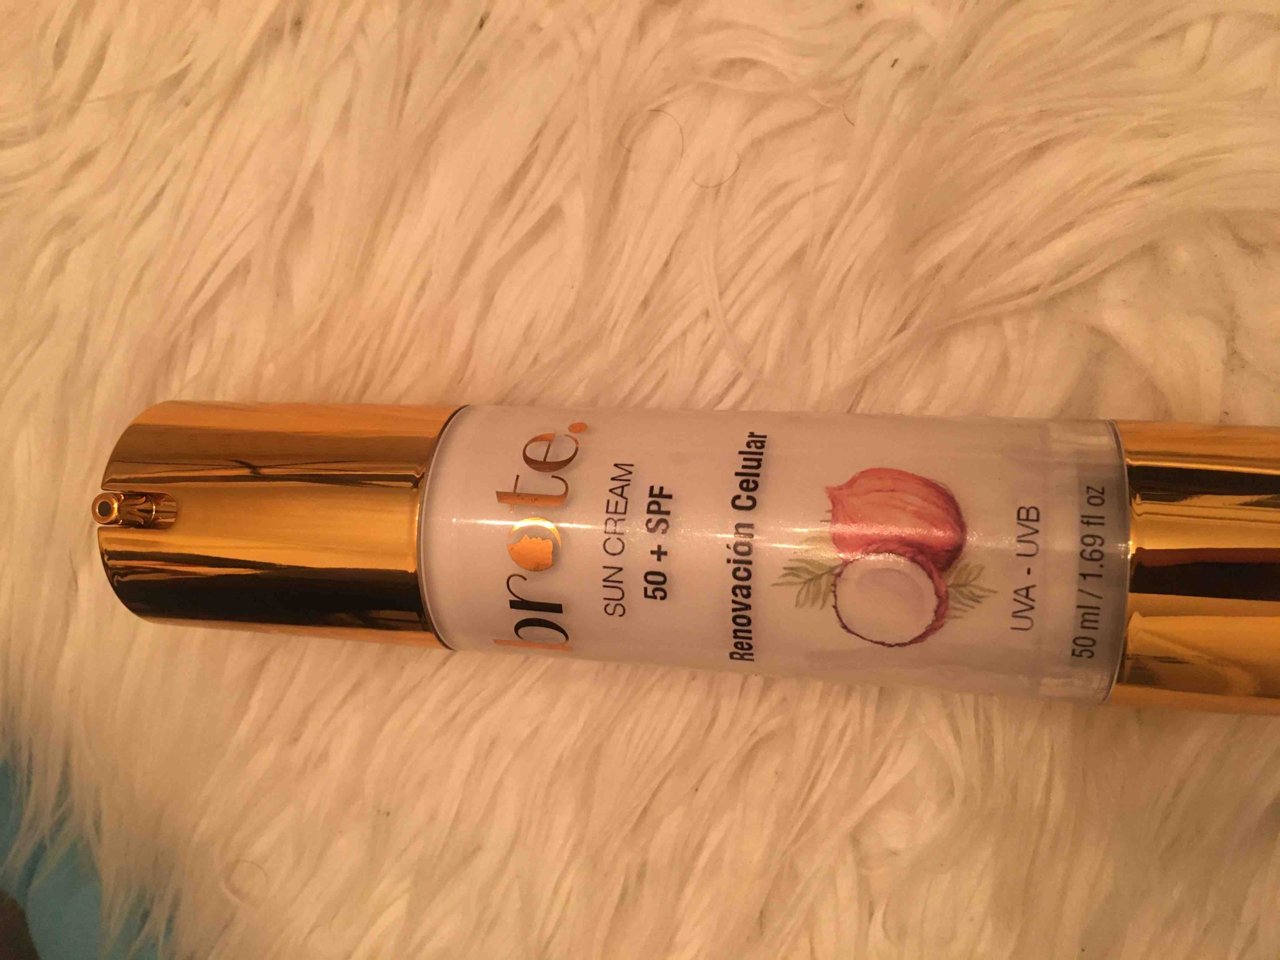 brote.
SUN CREAM
50 + SPF
Renovación Celular
UVA - UVB
50 ml / 1.69 fl oz